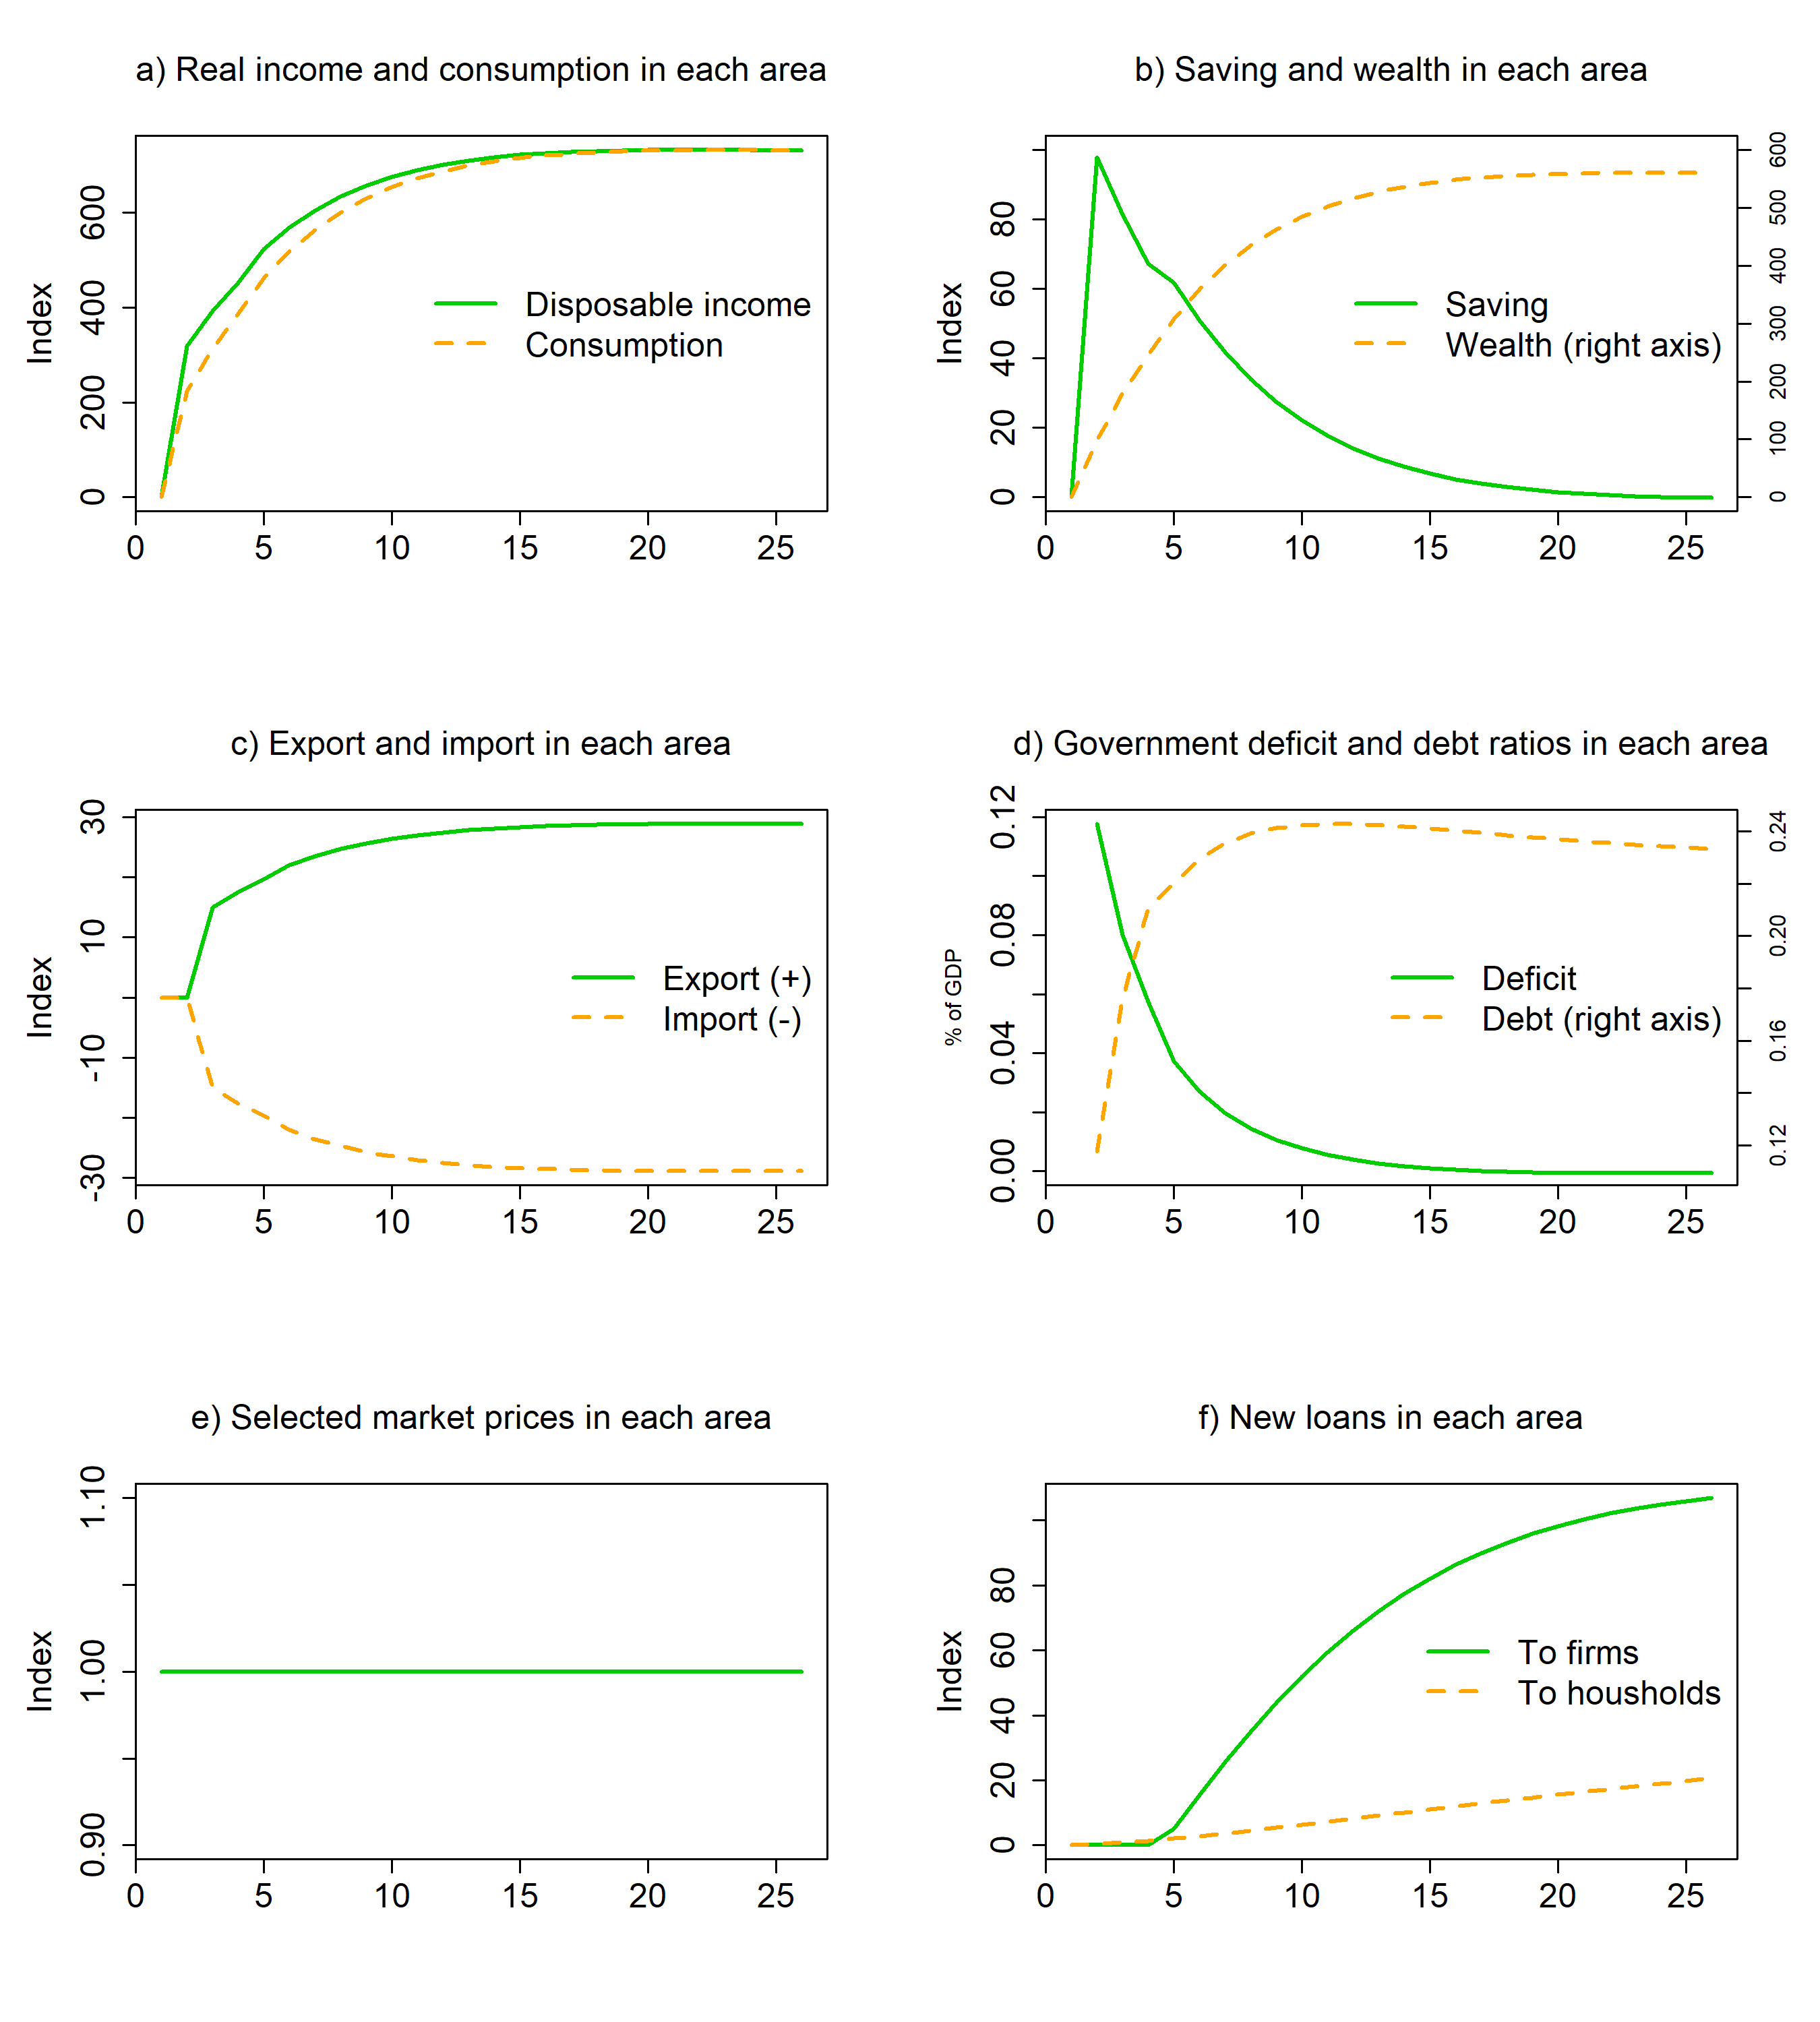 a) Real income and consumption in each area
Index
0 200 400 600
Disposable income
Consumption
0 5 10 15 20 25
b) Saving and wealth in each area
Index
0 20 40 60 80
Saving
Wealth (right axis)
0 100 200 300 400 500 600
0 5 10 15 20 25
c) Export and import in each area
Index
-30 -10 10 30
Export (+)
Import (-)
0 5 10 15 20 25
d) Government deficit and debt ratios in each area
% of GDP
0.00 0.04 0.08 0.12
Deficit
Debt (right axis)
0.12 0.16 0.20 0.24
0 5 10 15 20 25
e) Selected market prices in each area
Index
0.90 1.00 1.10
0 5 10 15 20 25
f) New loans in each area
Index
0 20 40 60 80
To firms
To housholds
0 5 10 15 20 25